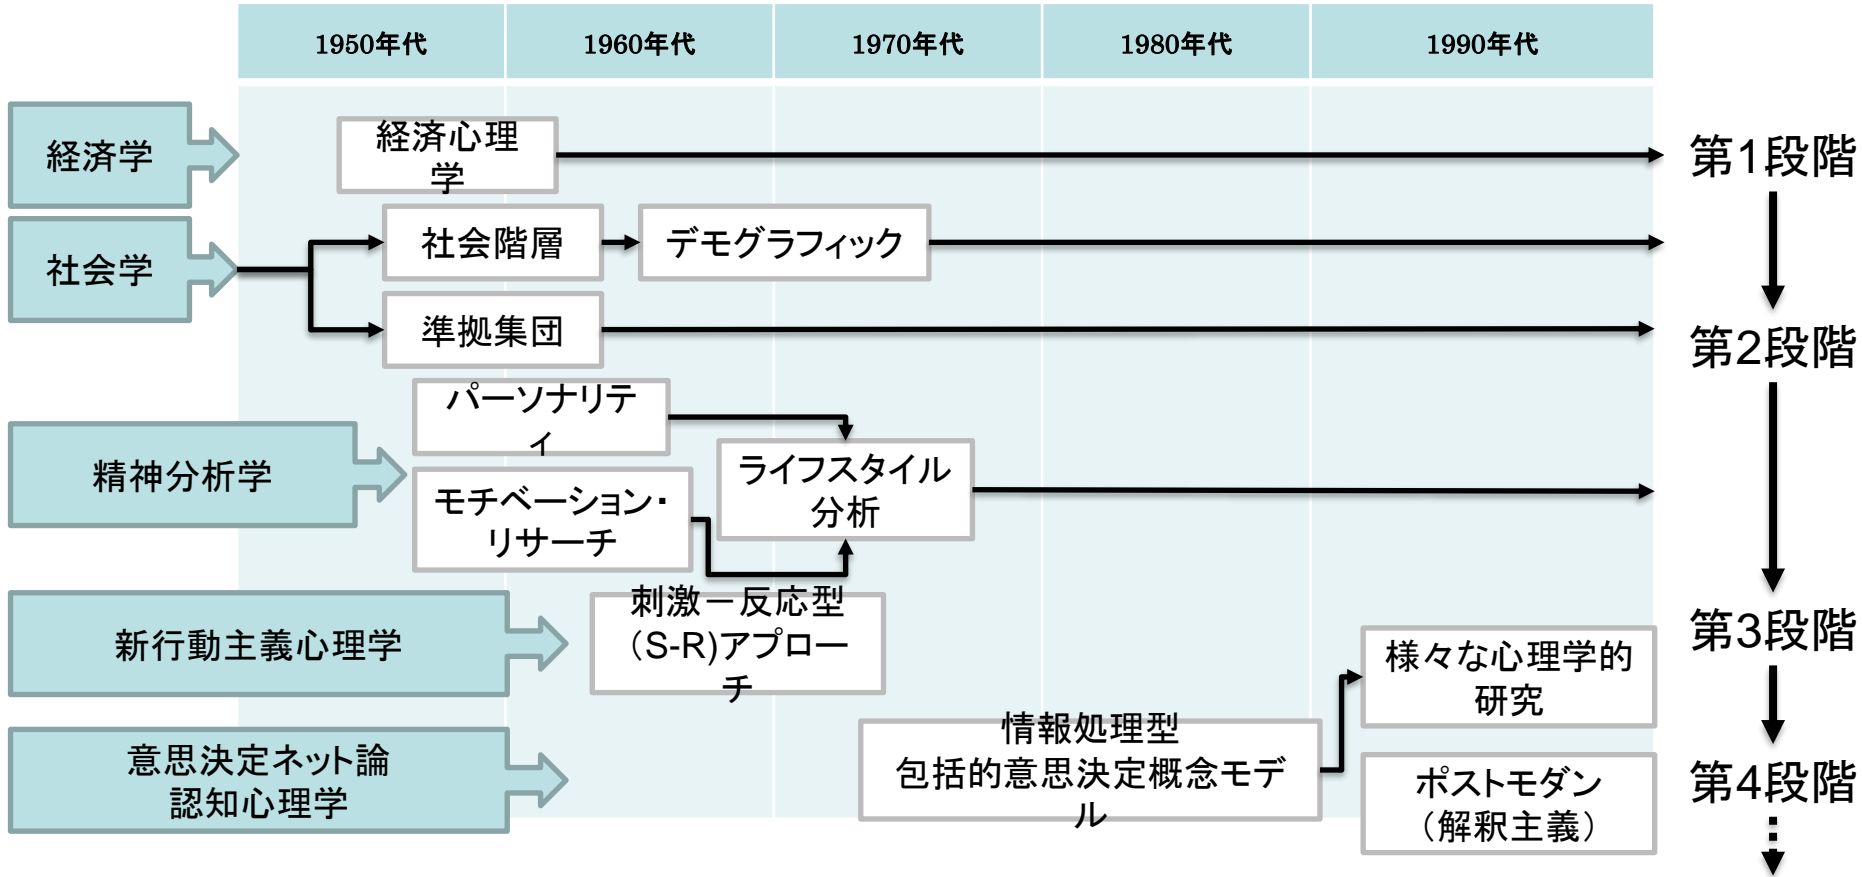 1950年代
1960年代
1970年代
1980年代
1990年代
経済学
経済心理
学
第1段階
社会学
社会階層
デモグラフィック
準拠集団
第2段階
精神分析学
パーソナリテ
ィ
モチベーション・
リサーチ
ライフスタイル
分析
新行動主義心理学
刺激－反応型
（S-R)アプロー
チ
第3段階
様々な心理学的
研究
意思決定ネット論
認知心理学
情報処理型
包括的意思決定概念モデ
ル
ポストモダン
（解釈主義）
第4段階